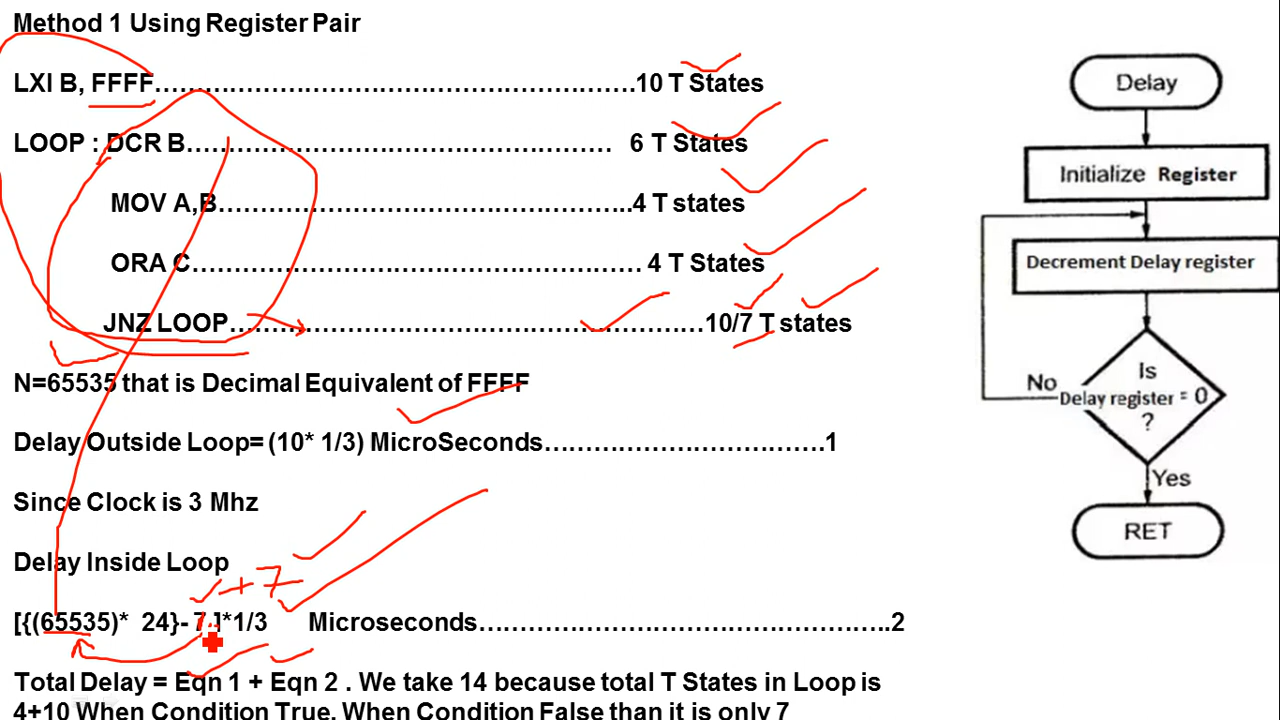 Method 1 Using Register Pair
LXI B, FFFF……………………………………………………10 T States
LOOP : DCR B……………………………………………… 6 T States
MOV A,B…………………………………………………..4 T states
ORA C………………………………………………… 4 T States
JNZ LOOP……………………………………………………10/7 T states
N=65535 that is Decimal Equivalent of FFFF
Delay Outside Loop= (10* 1/3) MicroSeconds………………………………1
Since Clock is 3 Mhz
Delay Inside Loop
+7
[{(65535)* 24}- 7 ]*1/3 Microseconds…………………………………………..2
Total Delay = Eqn 1 + Eqn 2 . We take 14 because total T States in Loop is
4+10 When Condition True. When Condition False than it is only 7
Delay
Initialize Register
Decrement Delay register
Is
No
Delay register = 0
?
Yes
RET